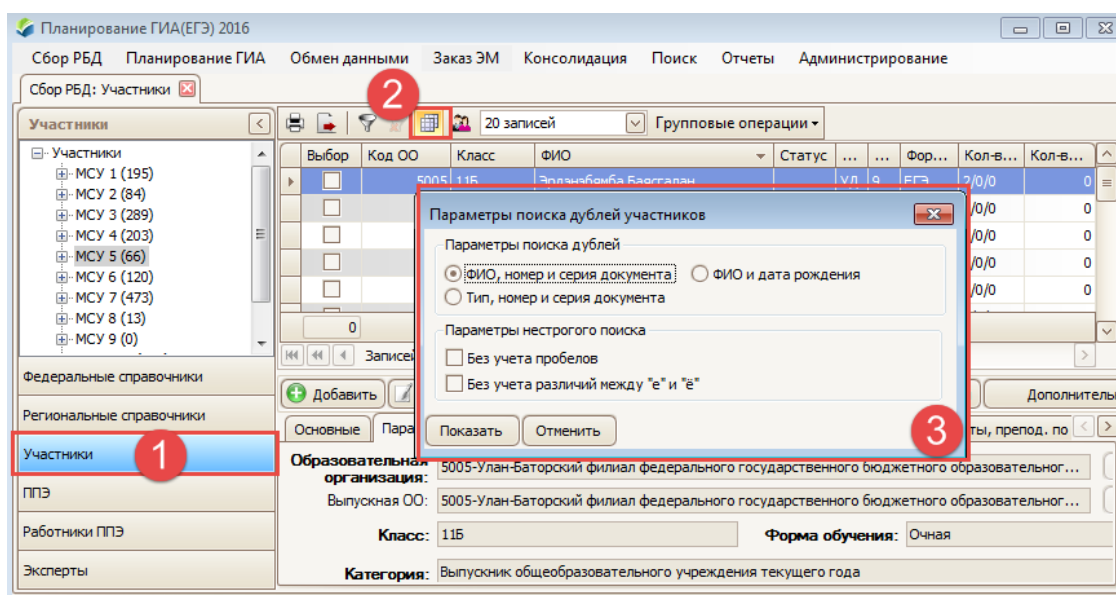 Планирование ГИА(ЕГЭ) 2016
Сбор РБД Планирование ГИА Обмен данными Заказ ЭМ Консолидация Поиск Отчеты Администрирование
Сбор РБД: Участники
2
Участники
20 записей Групповые операции
Участники
МСУ 1 (195)
МСУ 2 (84)
МСУ 3 (289)
МСУ 4 (203)
МСУ 5 (66)
МСУ 6 (120)
МСУ 7 (473)
МСУ 8 (13)
МСУ 9 (0)
Выбор Код ОО Класс ФИО Статус ... ... Фор... Кол-в... Кол-в...
5005 11Б Эрдэнэбямба Баясгалан УЛ 9 ЕГЭ 2/0/0 0
/0/0 0
/0/0 0
/0/0 0
/0/0 0
0
Записей
Параметры поиска дублей участников
Параметры поиска дублей
ФИО, номер и серия документа ФИО и дата рождения
Тип, номер и серия документа
Параметры нестрогого поиска
Без учета пробелов
Без учета различий между "е" и "ё"
Показать Отменить
3
Федеральные справочники
Региональные справочники
Участники
1
ППЭ
Работники ППЭ
Эксперты
Добавить Дополнитель
Основные Пара ты, препод. по
Образовательная организация: 5005-Улан-Баторский филиал федерального государственного бюджетного образовательног...
Выпускная ОО: 5005-Улан-Баторский филиал федерального государственного бюджетного образовательног...
Класс: 11Б Форма обучения: Очная
Категория: Выпускник общеобразовательного учреждения текущего года